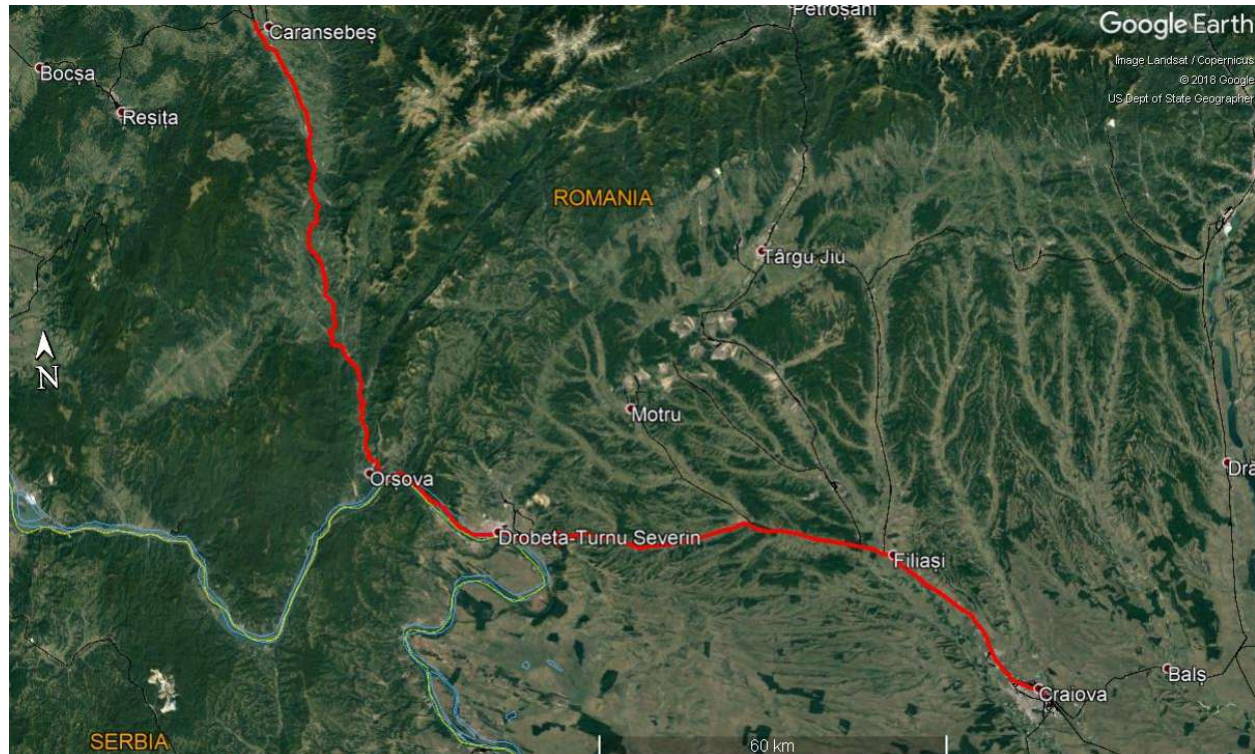 Petroșani
Google Earth
Caransebeș
Image Landsat / Copernicus
© 2018 Google
US Dept of State Geographer
Bocșa
Reșița
ROMANIA
Târgu Jiu
N
Motru
Orșova
Dră
Drobeta-Turnu Severin
Filiași
Balș
Craiova
SERBIA
60 km